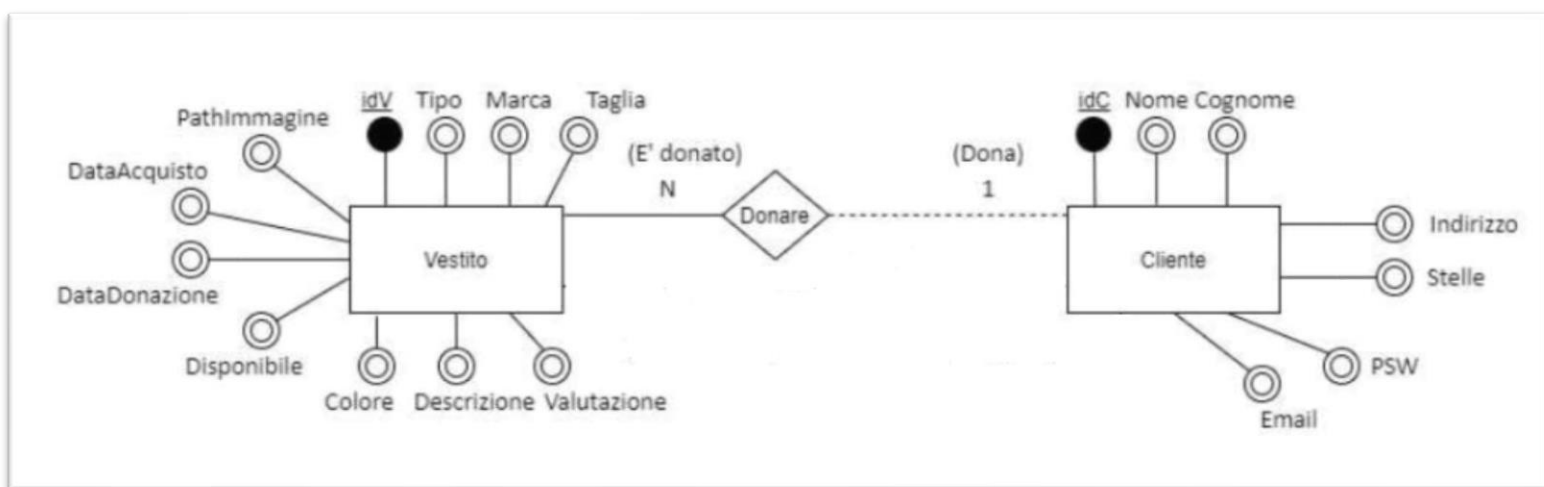 idV Tipo Marca Taglia
PathImmagine
DataAcquisto
DataDonazione
Disponibile
Vestito
Colore Descrizione Valutazione
(E' donato)
N
Donare
(Dona)
1
idC Nome Cognome
Cliente
Indirizzo
Stelle
PSW
Email